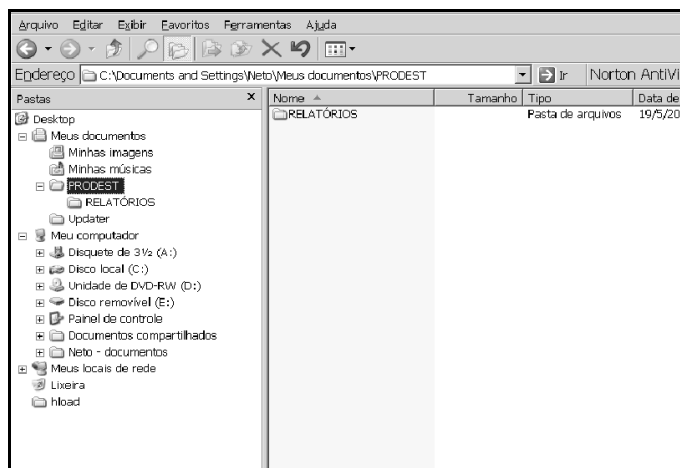 Arquivo Editar Exibir Favoritos Ferramentas Ajuda
Endereço C:\Documents and Settings\Neto\Meus documentos\PRODEST Ir Norton AntiVi
Pastas x Nome Tamanho Tipo Data de
Desktop RELATÓRIOS Pasta de arquivos 19/5/20
Meus documentos
Minhas imagens
Minhas músicas
PRODEST
RELATÓRIOS
Updater
Meu computador
Disquete de 3½ (A:)
Disco local (C:)
Unidade de DVD-RW (D:)
Disco removível (E:)
Painel de controle
Documentos compartilhados
Neto - documentos
Meus locais de rede
Lixeira
hload